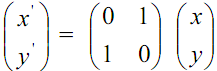 (x') = (0 1) (x)
(y')   (1 0) (y)